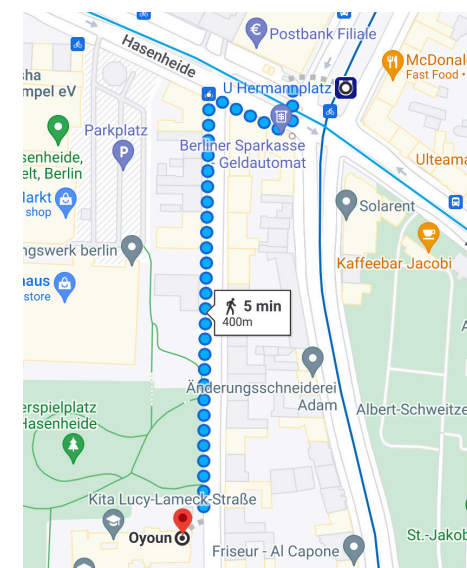 Postbank Filiale
Hasenheide
McDonal
Fast Food •
sha
mpel eV
U Hermannplatz
Parkplatz
P
Berliner Sparkasse
- Geldautomat
senheide,
elt, Berlin
Ulteama
Markt
shop
Solarent
ngswerk berlin
Kaffeebar Jacobi
haus
store
5 min
400m
Änderungsschneiderei
Adam
Albert-Schweitze
erspielplatz
Hasenheide
Kita Lucy-Lameck-Straße
Oyoun
St.-Jakob
Friseur - Al Capone